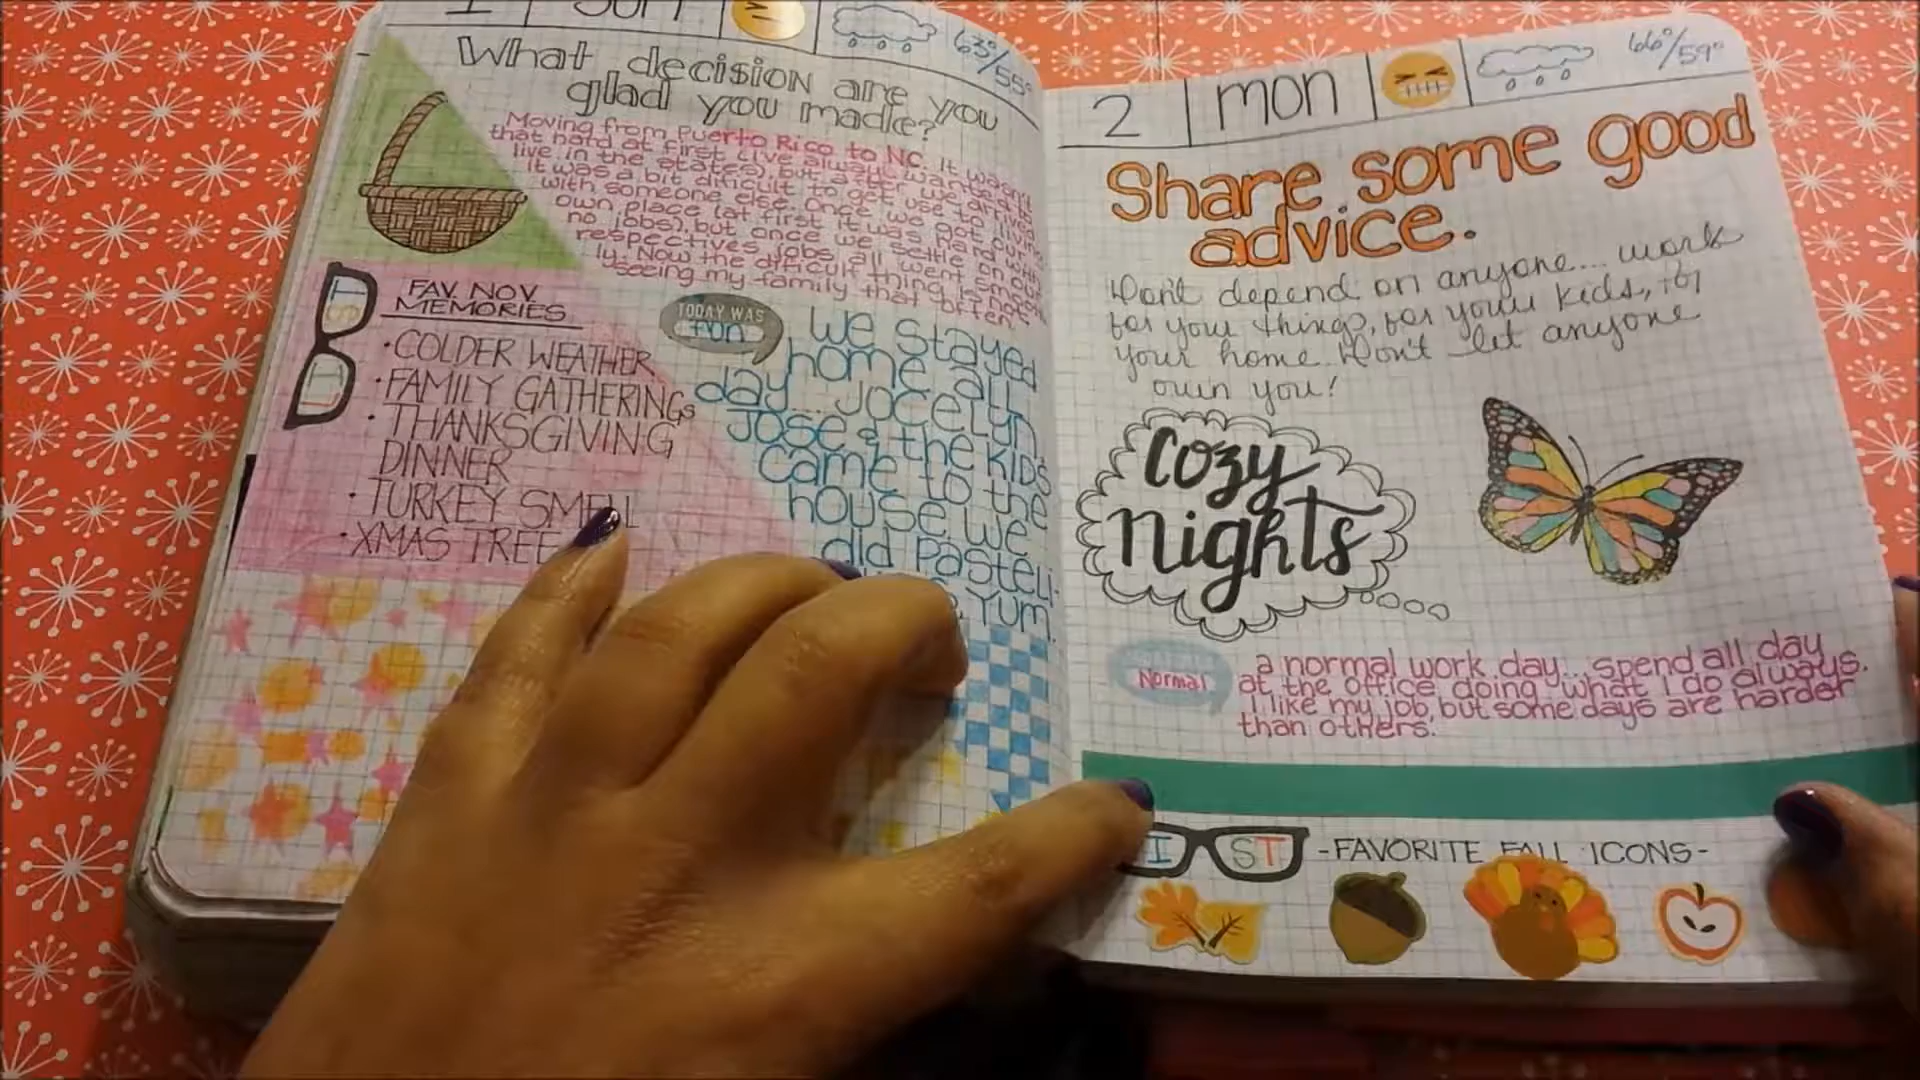 1 sun
63°/55°
What decision are you
glad you made?
Moving from Puerto Rico to NC. It wasn't
that hard at first (I've always wanted to
live in the states), but after we arrived
it was a bit dificult to get use to living
with someone else. Once we got our
own place (at first it was hard with
no jobs), but once we settle on our
respectives jobs all went smooth
ly. Now the difficult thing is not
seeing my family that often.
FAV NOV
MEMORIES
·COLDER WEATHER
·FAMILY GATHERINGs
·THANKSGIVING
DINNER
·TURKEY SMELL
·XMAS TREE
TODAY WAS
fun
We stayed
home all
day... Jocelyn,
Jose & the kids
came to the
house. We
did Pasteli-
Yum.
2 mon
66°/59°
Share some good
advice.
Don't depend on anyone... work
for your things, for your kids, for
your home. Don't let anyone
own you!
Cozy
Nights
Normal
a normal work day... spend all day
at the office doing what I do always.
I like my job, but some days are harder
than others.
IST -FAVORITE FALL ICONS-